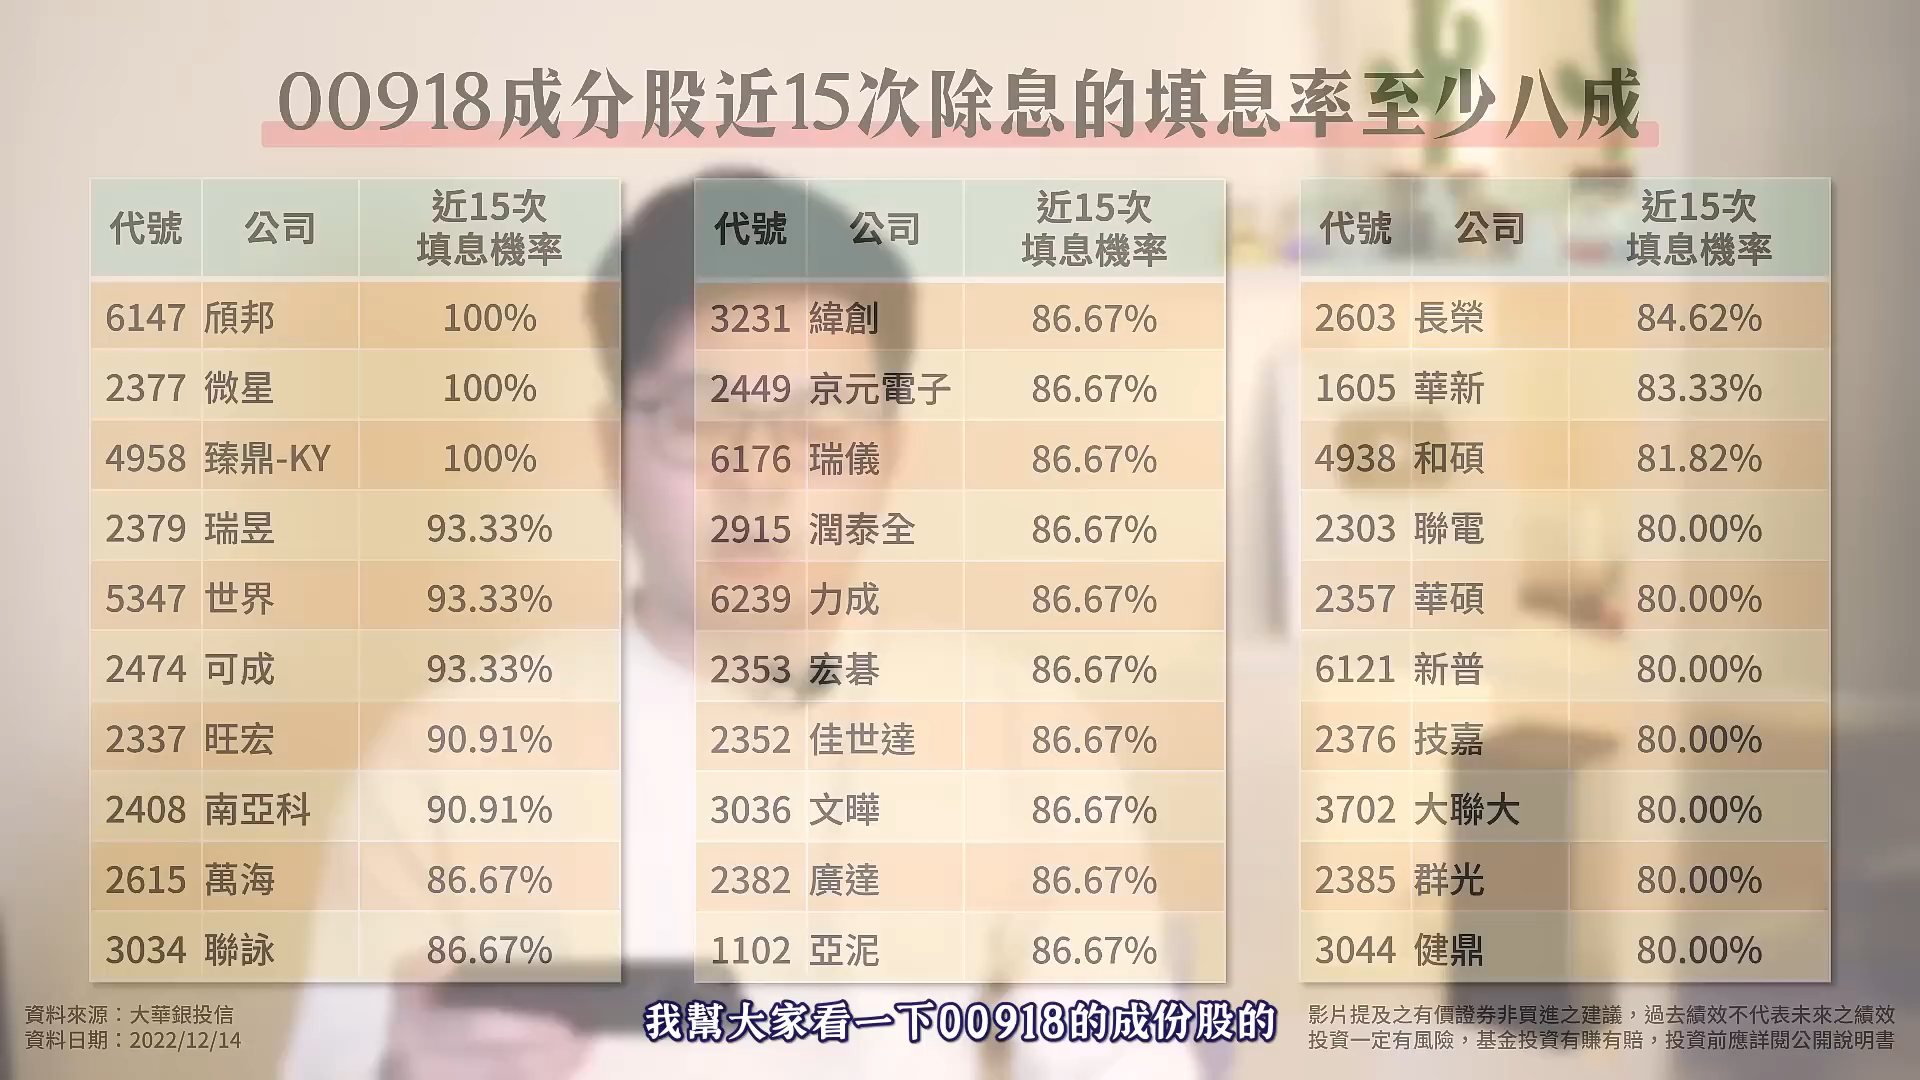 00918成分股近15次除息的填息率至少八成
代號 公司 近15次填息機率
6147 頎邦 100%
2377 微星 100%
4958 臻鼎-KY 100%
2379 瑞昱 93.33%
5347 世界 93.33%
2474 可成 93.33%
2337 旺宏 90.91%
2408 南亞科 90.91%
2615 萬海 86.67%
3034 聯詠 86.67%
代號 公司 近15次填息機率
3231 緯創 86.67%
2449 京元電子 86.67%
6176 瑞儀 86.67%
2915 潤泰全 86.67%
6239 力成 86.67%
2353 宏碁 86.67%
2352 佳世達 86.67%
3036 文曄 86.67%
2382 廣達 86.67%
1102 亞泥 86.67%
代號 公司 近15次填息機率
2603 長榮 84.62%
1605 華新 83.33%
4938 和碩 81.82%
2303 聯電 80.00%
2357 華碩 80.00%
6121 新普 80.00%
2376 技嘉 80.00%
3702 大聯大 80.00%
2385 群光 80.00%
3044 健鼎 80.00%
資料來源：大華銀投信
資料日期：2022/12/14
我幫大家看一下00918的成份股的
影片提及之有價證券非買進之建議，過去績效不代表未來之績效
投資一定有風險，基金投資有賺有賠，投資前應詳閱公開說明書